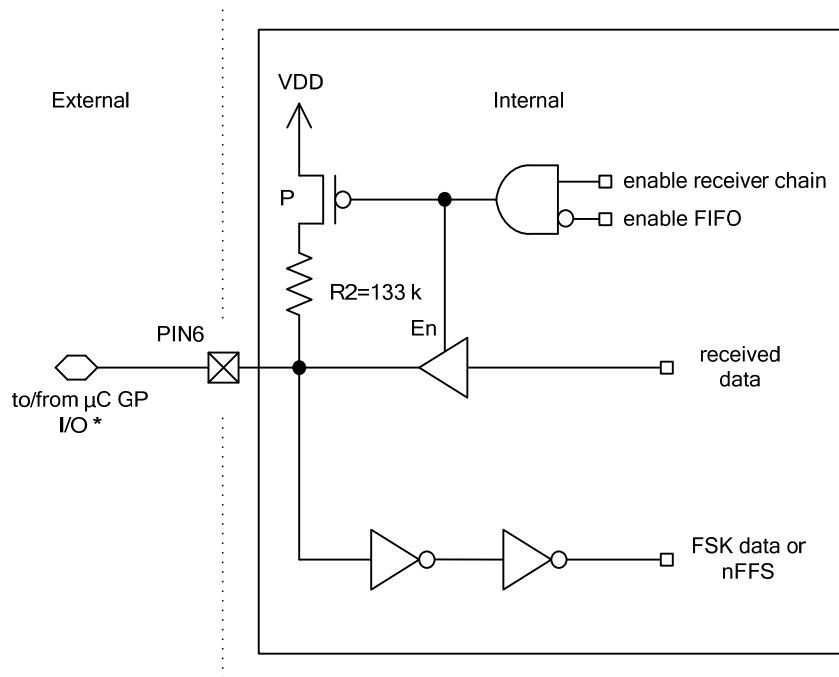 External
Internal
VDD
P
enable receiver chain
enable FIFO
R2=133 k
En
PIN6
received
data
to/from µC GP
I/O *
FSK data or
nFFS